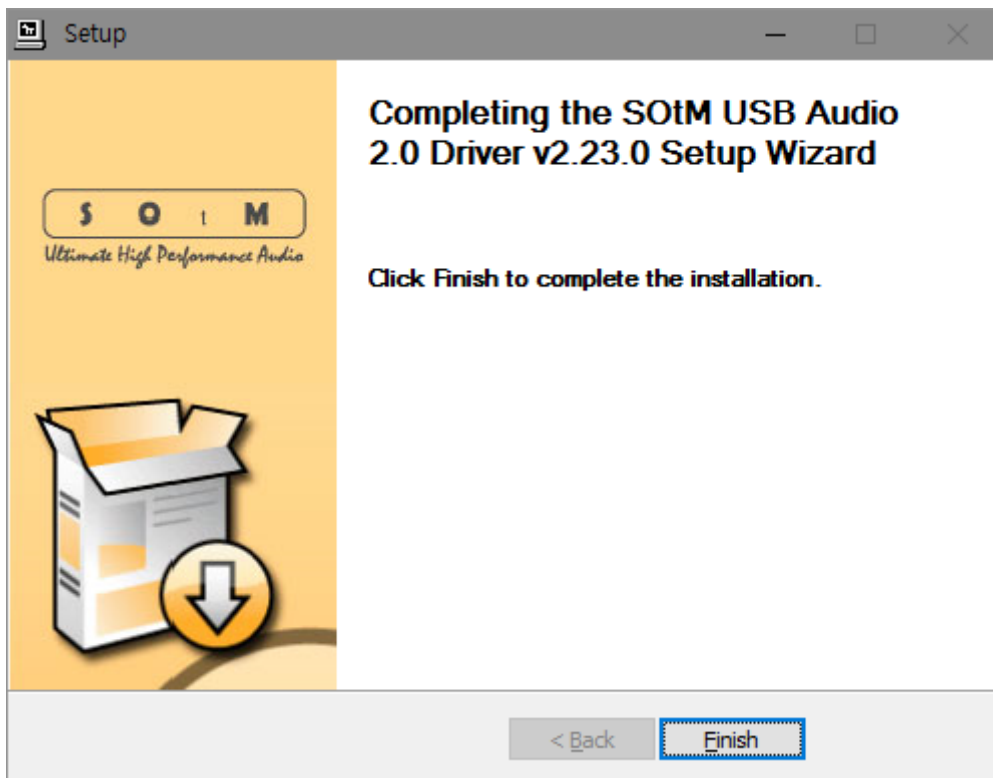 Setup
Completing the SOtM USB Audio
2.0 Driver v2.23.0 Setup Wizard
S O t M
Ultimate High Performance Audio
Click Finish to complete the installation.
< Back
Finish